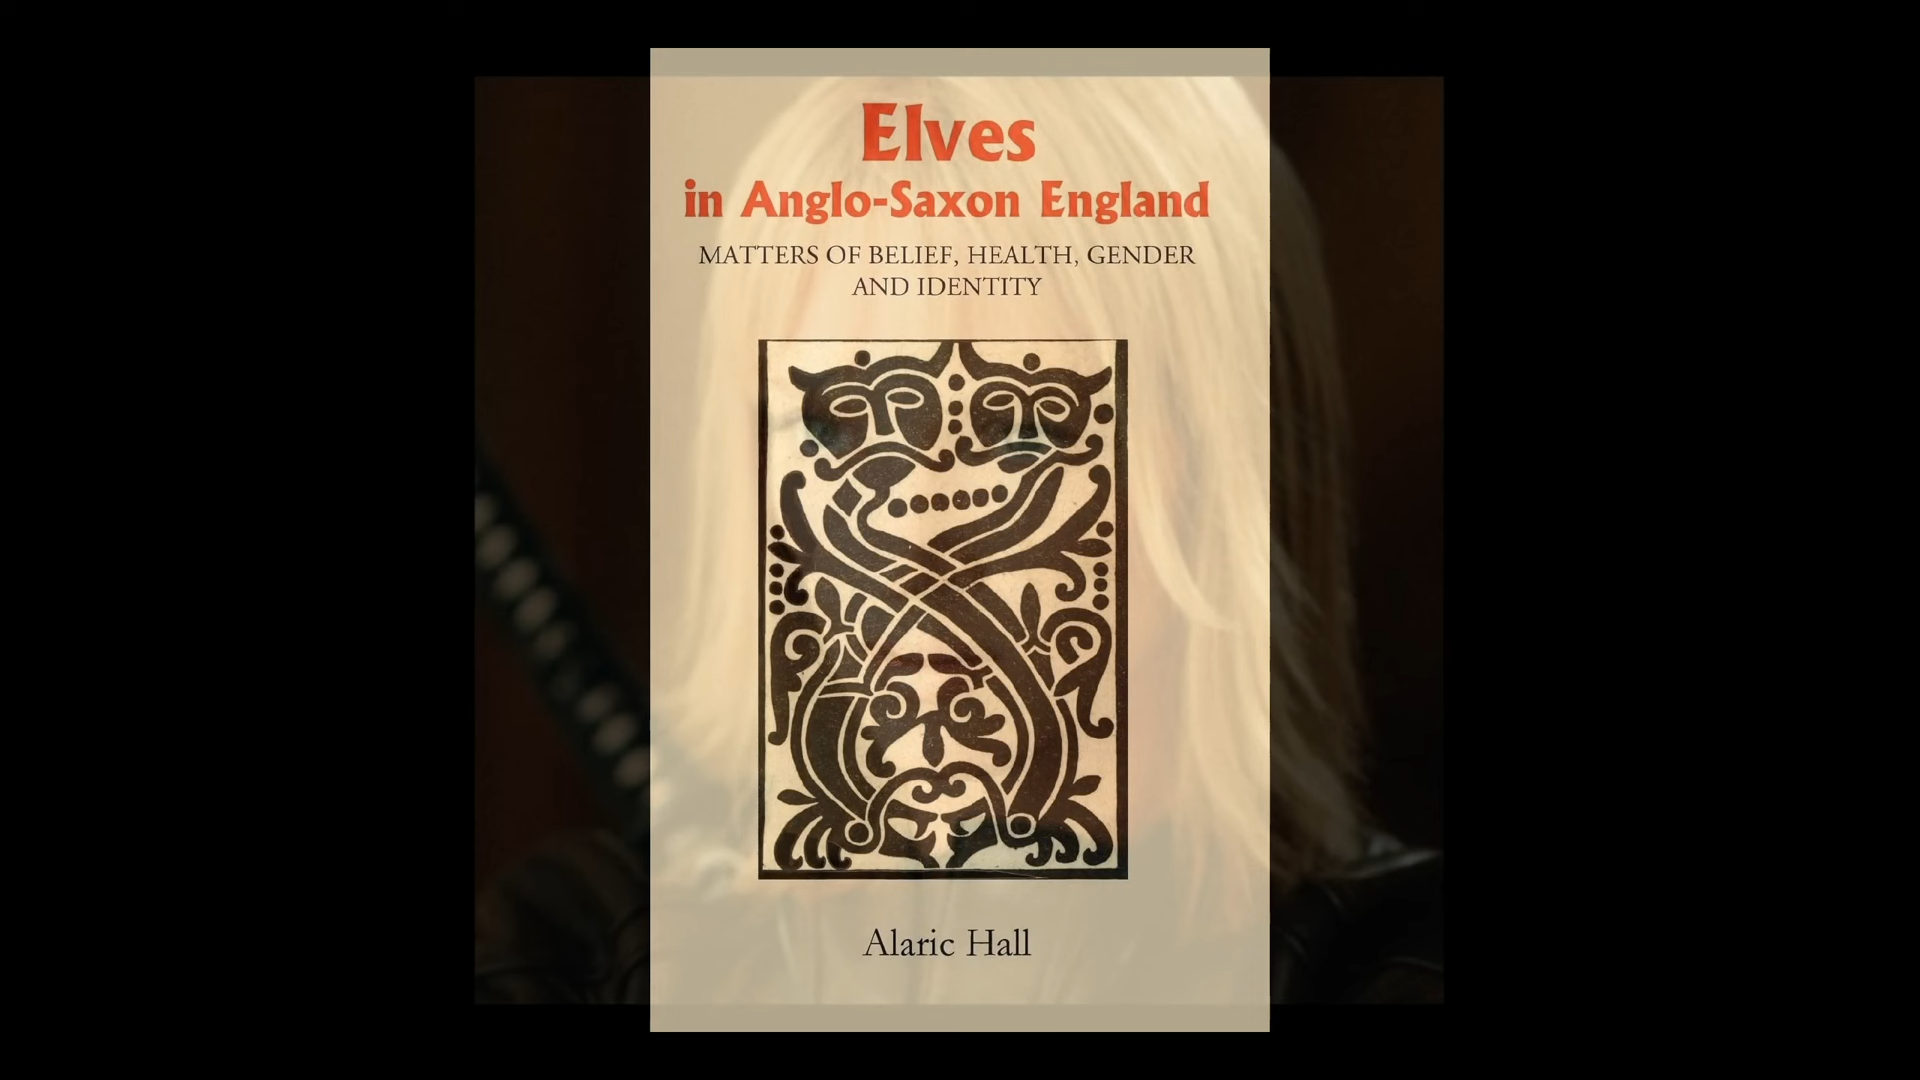 Elves
in Anglo-Saxon England
MATTERS OF BELIEF, HEALTH, GENDER
AND IDENTITY
Alaric Hall